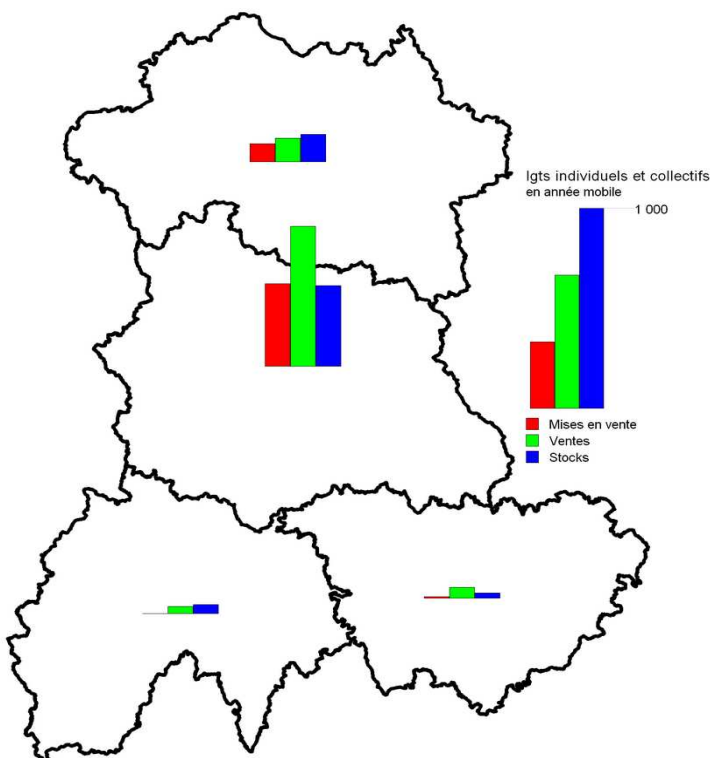 lgts individuels et collectifs
en année mobile
1 000
Mises en vente
Ventes
Stocks